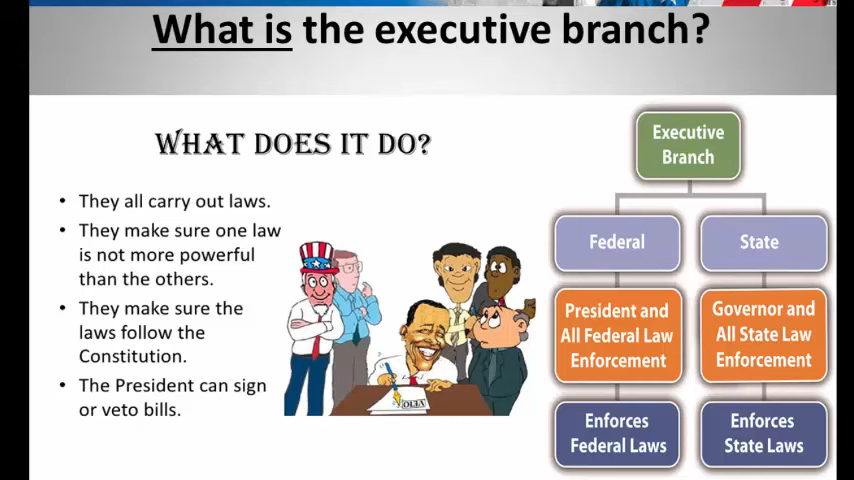 What is the executive branch?
WHAT DOES IT DO?
• They all carry out laws.
• They make sure one law
is not more powerful
than the others.
• They make sure the
laws follow the
Constitution.
• The President can sign
or veto bills.
VETO
Executive
Branch
Federal
State
President and
All Federal Law
Enforcement
Governor and
All State Law
Enforcement
Enforces
Federal Laws
Enforces
State Laws